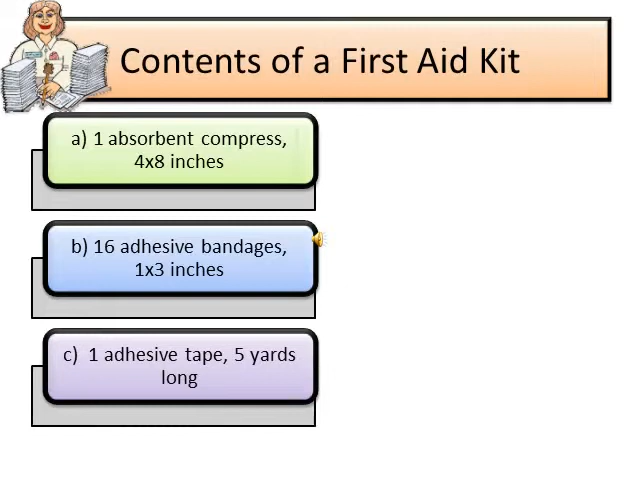 Contents of a First Aid Kit
a) 1 absorbent compress,
4x8 inches
b) 16 adhesive bandages,
1x3 inches
c) 1 adhesive tape, 5 yards
long